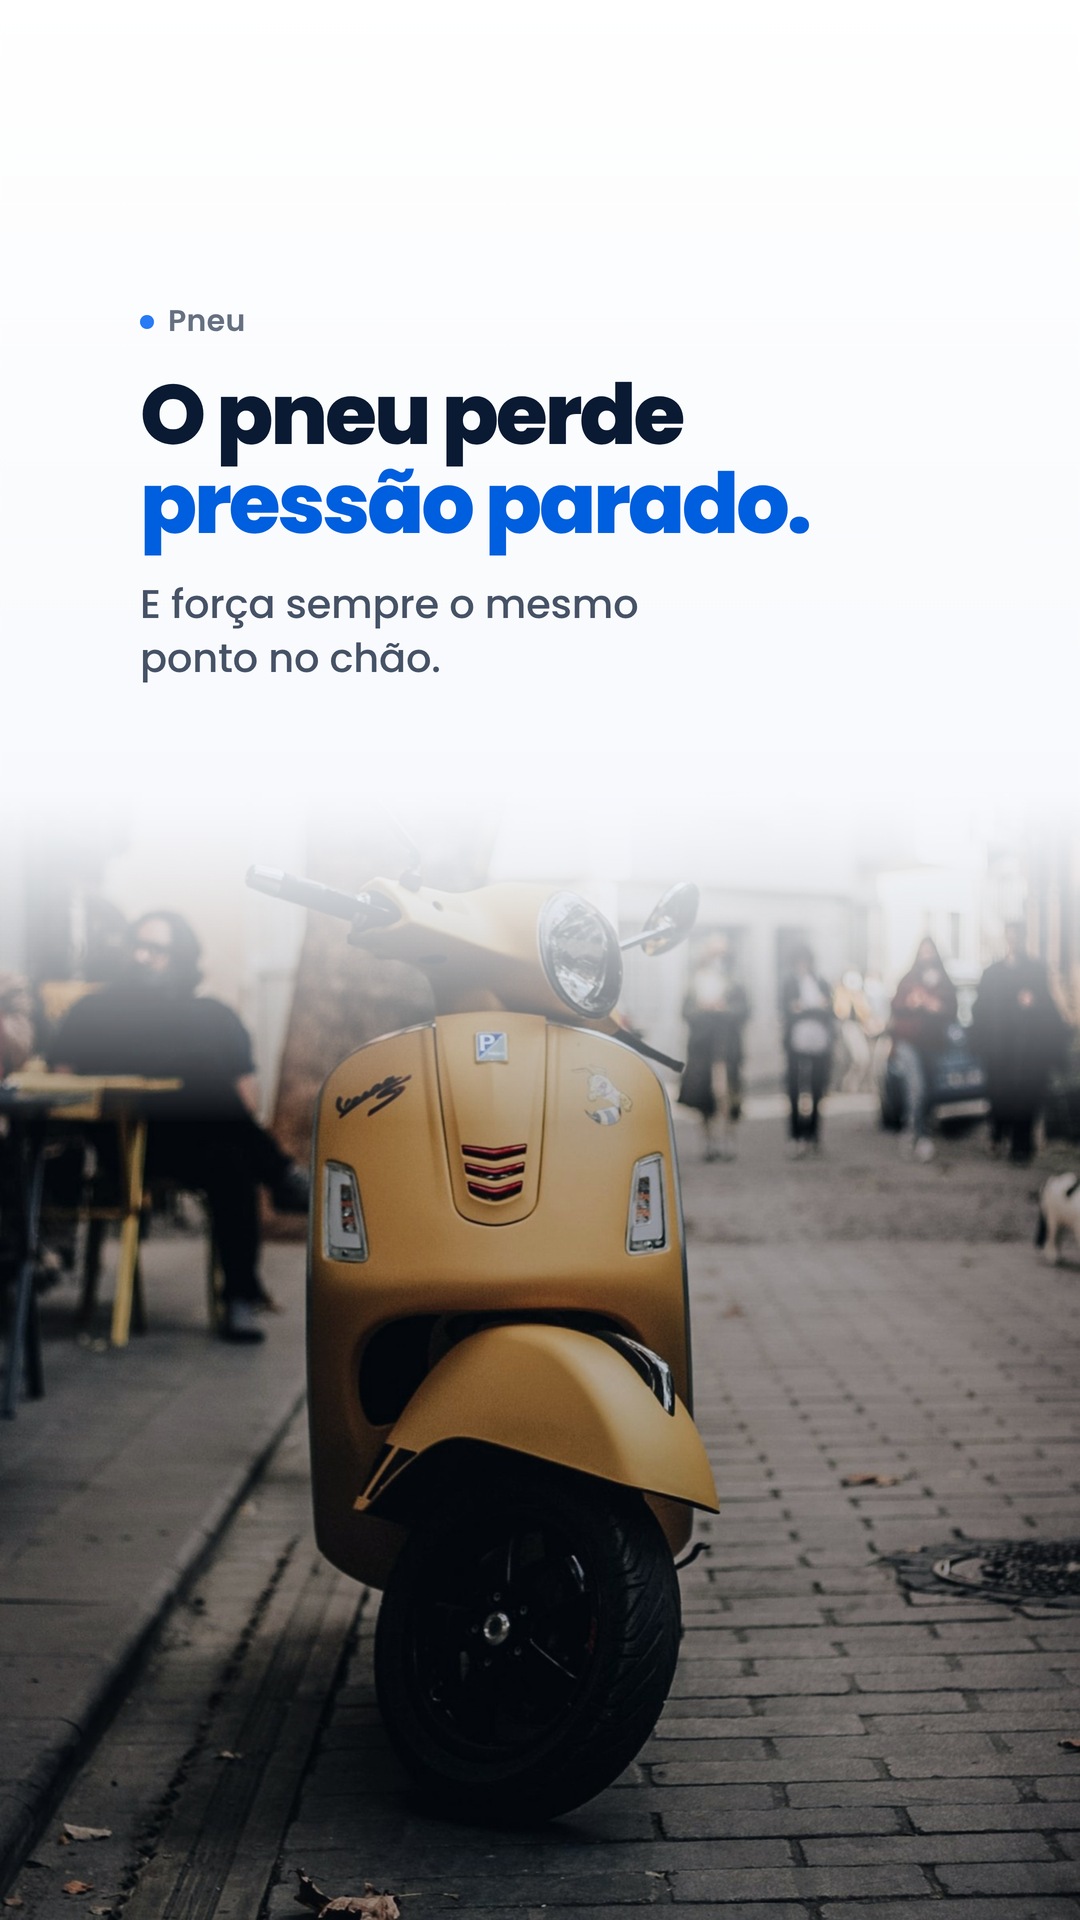 Pneu
O pneu perde
pressão parado.
E força sempre o mesmo
ponto no chão.